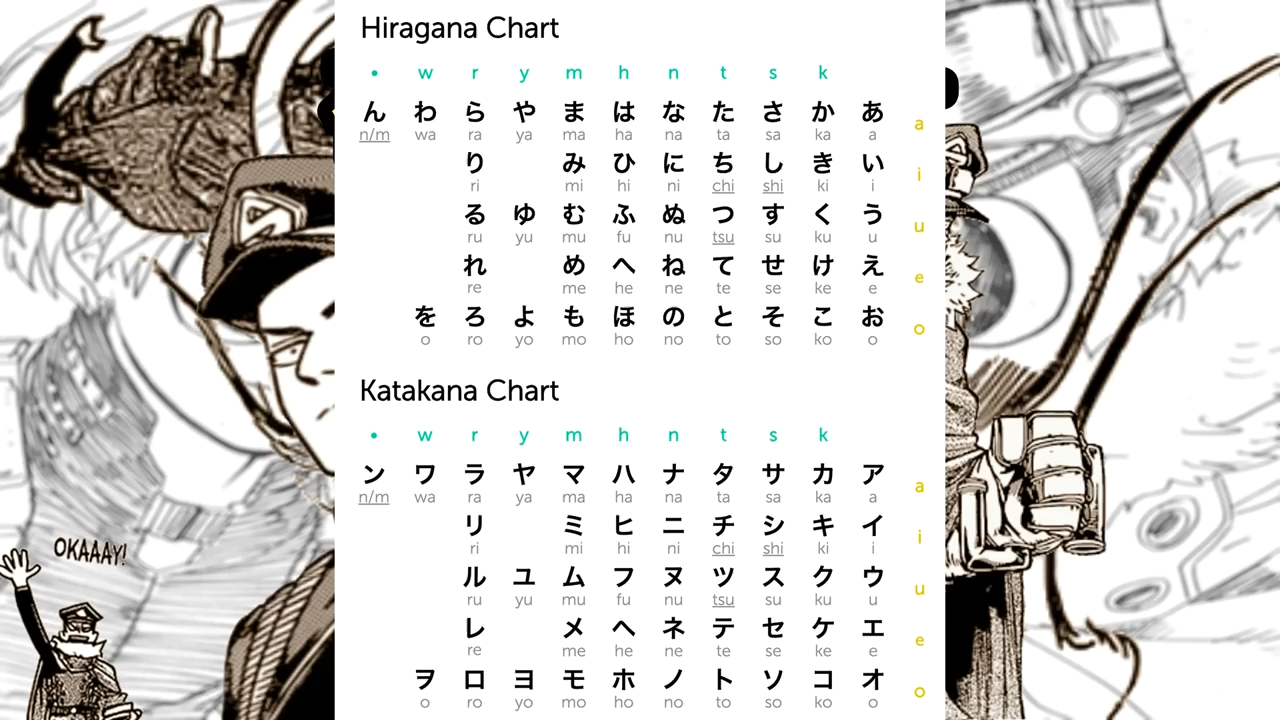 Hiragana Chart
• w r y m h n t s k
ん わ ら や ま は な た さ か あ a
n/m wa ra ya ma ha na ta sa ka a
り み ひ に ち し き い i
ri mi hi ni chi shi ki i
る ゆ む ふ ぬ つ す く う u
ru yu mu fu nu tsu su ku u
れ め へ ね て せ け え e
re me he ne te se ke e
を ろ よ も ほ の と そ こ お o
o ro yo mo ho no to so ko o
Katakana Chart
• w r y m h n t s k
ン ワ ラ ヤ マ ハ ナ タ サ カ ア a
n/m wa ra ya ma ha na ta sa ka a
リ ミ ヒ ニ チ シ キ イ i
ri mi hi ni chi shi ki i
OKAAAY!
ル ユ ム フ ヌ ツ ス ク ウ u
ru yu mu fu nu tsu su ku u
レ メ ヘ ネ テ セ ケ エ e
re me he ne te se ke e
ヲ ロ ヨ モ ホ ノ ト ソ コ オ o
o ro yo mo ho no to so ko o